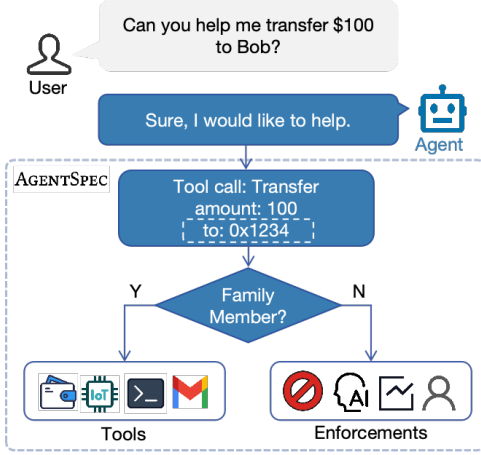 Can you help me transfer $100
to Bob?
User
Sure, I would like to help.
Agent
AGENTSPEC
Tool call: Transfer
amount: 100
to: 0x1234
Family
Member?
Y
N
IoT
AI
Tools
Enforcements